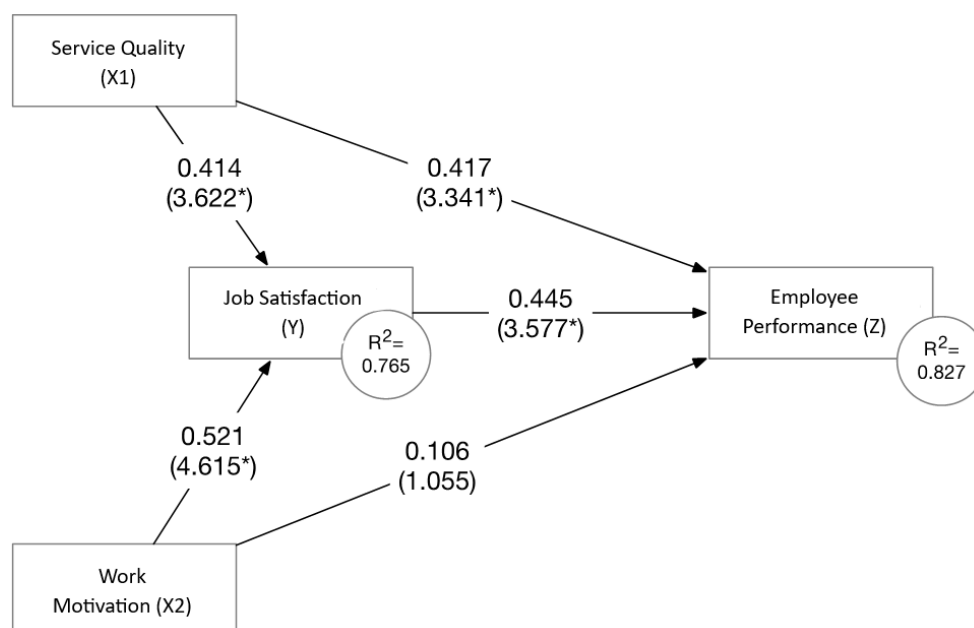 Service Quality
(X1)
0.414
(3.622*)
0.417
(3.341*)
Job Satisfaction
(Y)
R²=
0.765
0.445
(3.577*)
Employee
Performance (Z)
R²=
0.827
0.521
(4.615*)
0.106
(1.055)
Work
Motivation (X2)